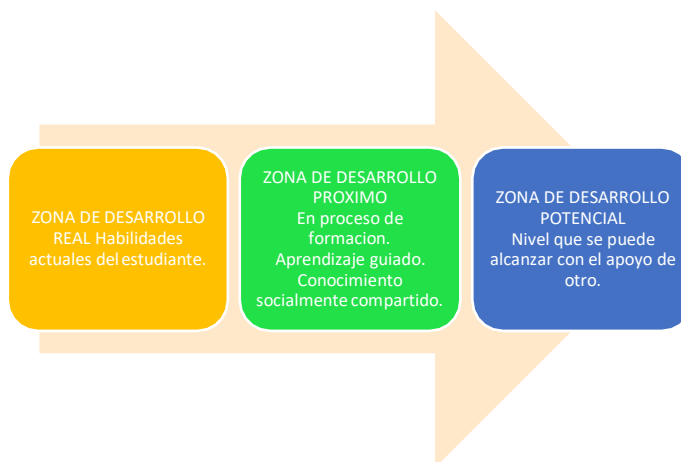 ZONA DE DESARROLLO
REAL Habilidades
actuales del estudiante.
ZONA DE DESARROLLO
PROXIMO
En proceso de
formacion.
Aprendizaje guiado.
Conocimiento
socialmente compartido.
ZONA DE DESARROLLO
POTENCIAL
Nivel que se puede
alcanzar con el apoyo de
otro.